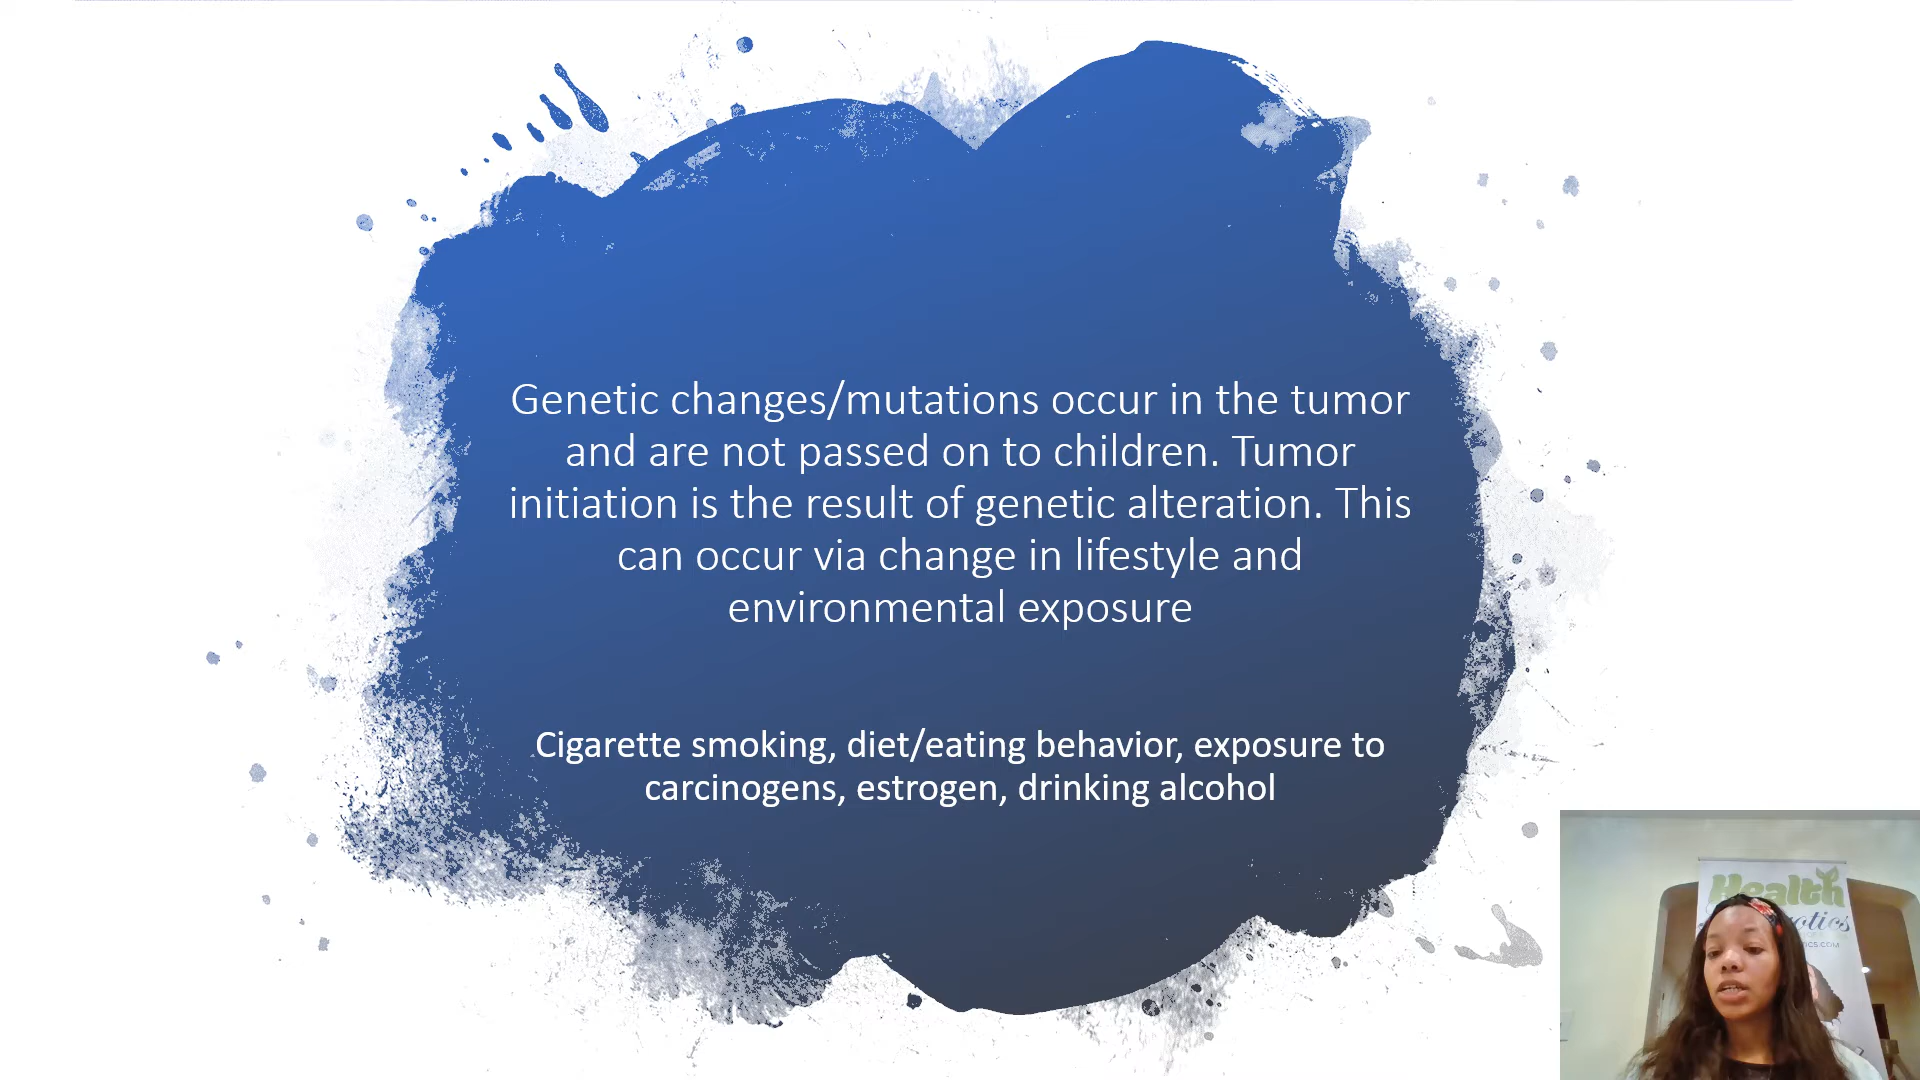 Genetic changes/mutations occur in the tumor
and are not passed on to children. Tumor
initiation is the result of genetic alteration. This
can occur via change in lifestyle and
environmental exposure
Cigarette smoking, diet/eating behavior, exposure to
carcinogens, estrogen, drinking alcohol
Health